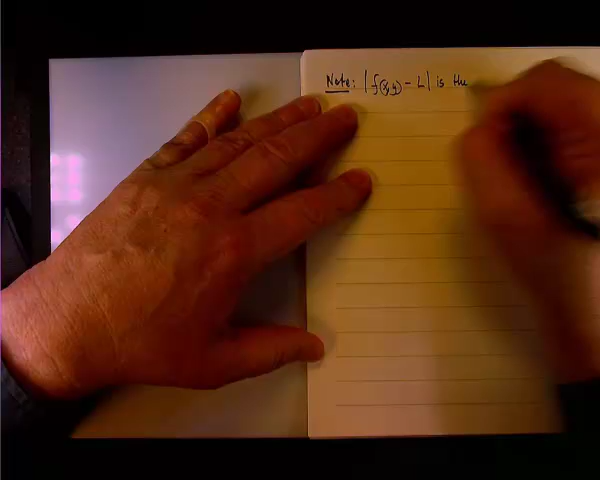 Note: |f(x,y) - L| is the